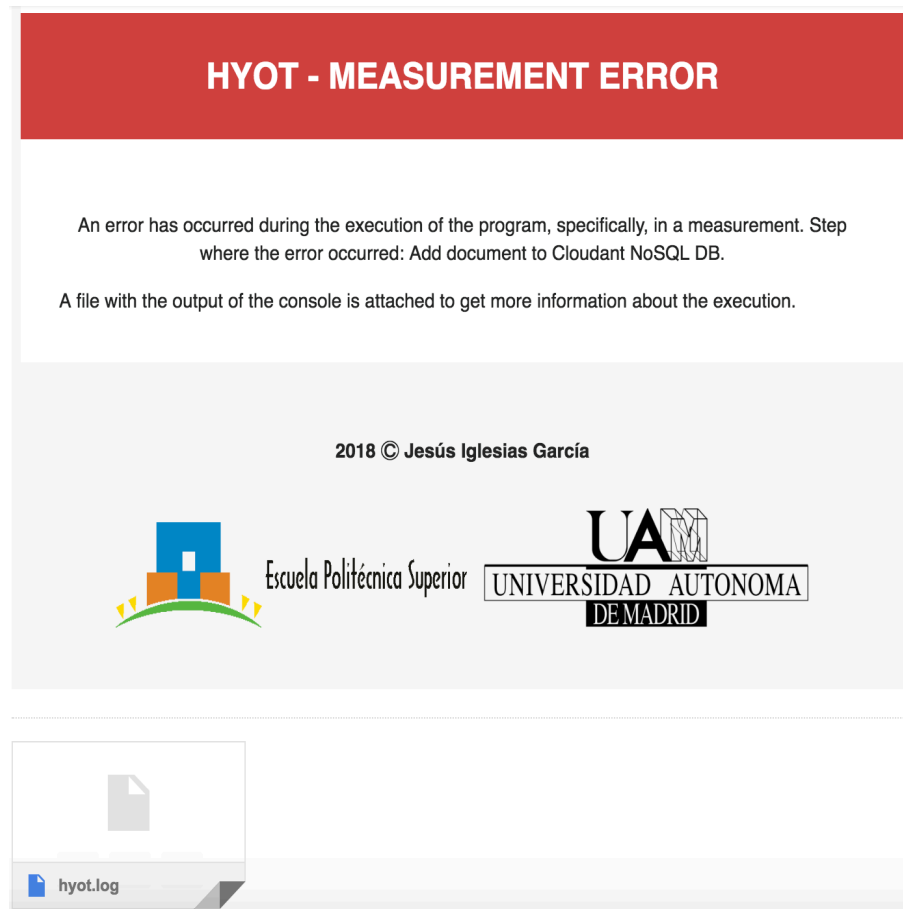 HYOT - MEASUREMENT ERROR
An error has occurred during the execution of the program, specifically, in a measurement. Step
where the error occurred: Add document to Cloudant NoSQL DB.
A file with the output of the console is attached to get more information about the execution.
2018 © Jesús Iglesias García
Escuela Politécnica Superior
UAM
UNIVERSIDAD AUTONOMA
DE MADRID
hyot.log